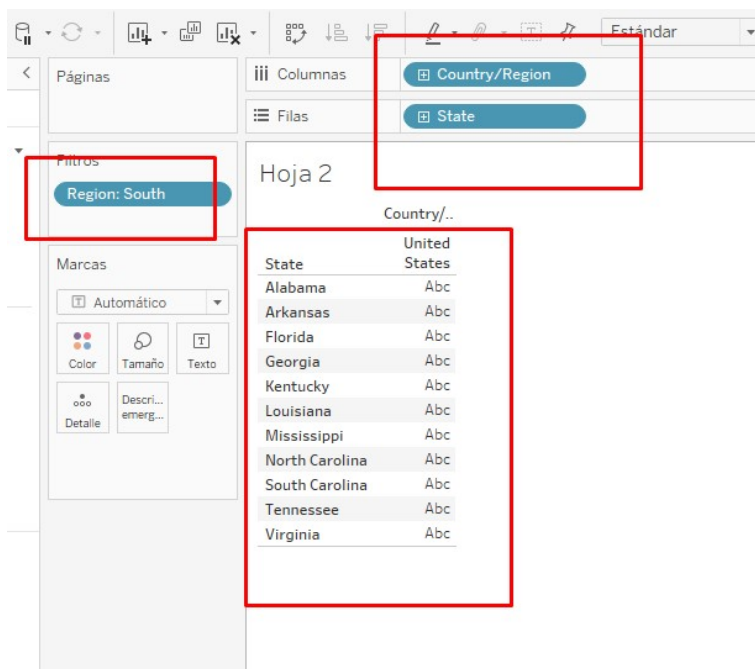 Estándar
Páginas
Columnas
Country/Region
Filas
State
Filtros
Region: South
Hoja 2
Country/..
State
United
States
Alabama Abc
Arkansas Abc
Florida Abc
Georgia Abc
Kentucky Abc
Louisiana Abc
Mississippi Abc
North Carolina Abc
South Carolina Abc
Tennessee Abc
Virginia Abc
Marcas
T Automático
Color
Tamaño
T
Texto
Detalle
Descri...
emerg...